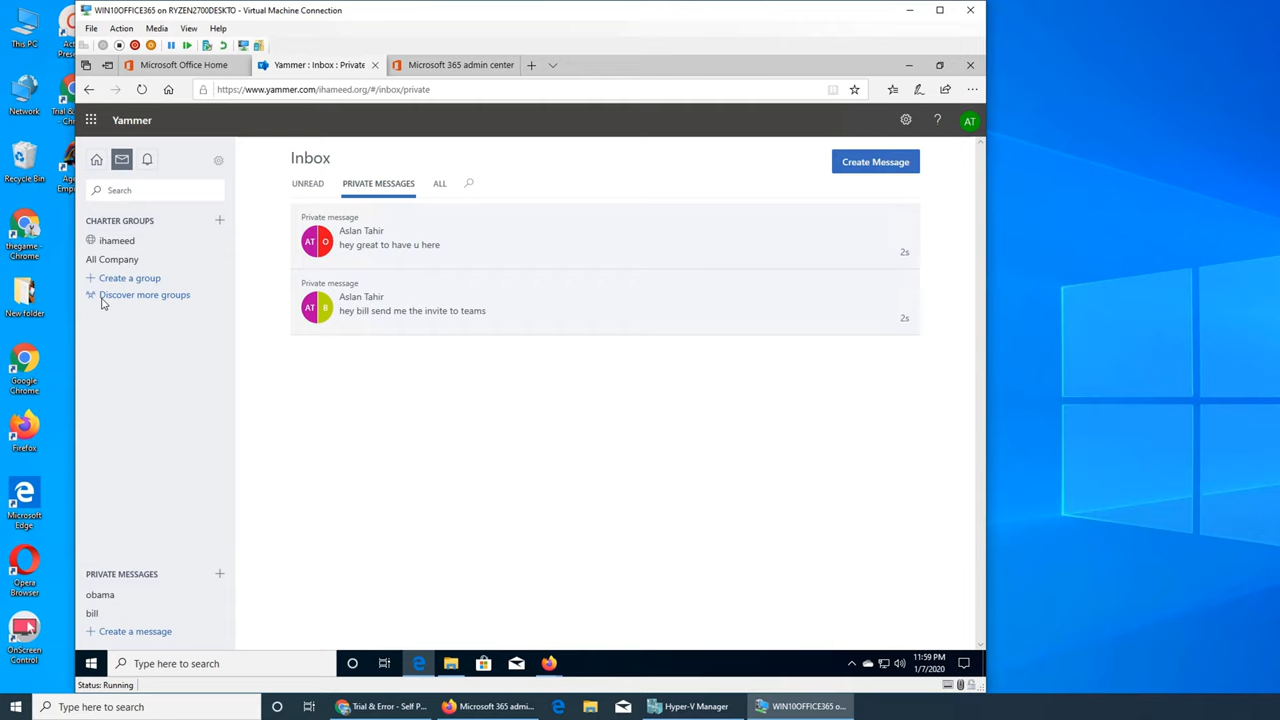 WIN10OFFICE365 on RYZEN2700DESKTO - Virtual Machine Connection
File Action Media View Help
Microsoft Office Home
Yammer : Inbox : Private
Microsoft 365 admin center
https://www.yammer.com/ihameed.org/#/inbox/private
Yammer
AT
Search
CHARTER GROUPS
ihameed
All Company
Create a group
Discover more groups
PRIVATE MESSAGES
obama
bill
Create a message
Inbox
Create Message
UNREAD PRIVATE MESSAGES ALL
Private message
AT O
Aslan Tahir
hey great to have u here
2s
Private message
AT B
Aslan Tahir
hey bill send me the invite to teams
2s
Type here to search
11:59 PM
1/7/2020
Status: Running
This PC
Network
Recycle Bin
thegame - Chrome
New folder
Google Chrome
Firefox
Microsoft Edge
Opera Browser
OnScreen Control
Type here to search
Trial & Error - Self P...
Microsoft 365 admi...
Hyper-V Manager
WIN10OFFICE365 o...